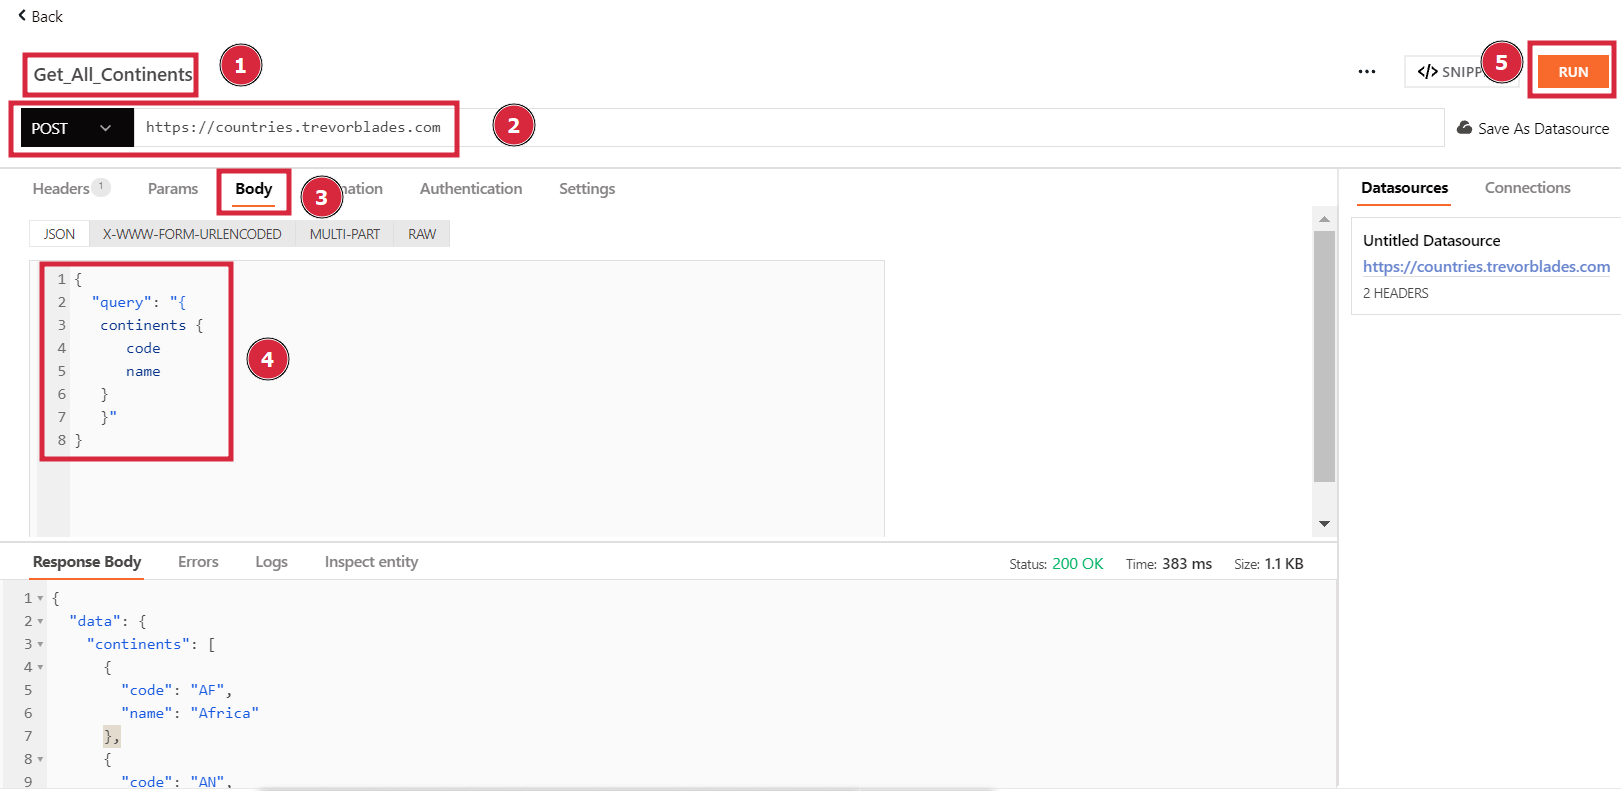 Back
Get_All_Continents
1
5
SNIPP
RUN
POST
https://countries.trevorblades.com
2
Save As Datasource
Headers 1
Params
Body
3
nation
Authentication
Settings
Datasources
Connections
JSON
X-WWW-FORM-URLENCODED
MULTI-PART
RAW
Untitled Datasource
https://countries.trevorblades.com
2 HEADERS
1 {
2 "query": "{
3 continents {
4 code
5 name
6 }
7 }"
8 }
4
Response Body
Errors
Logs
Inspect entity
Status: 200 OK
Time: 383 ms
Size: 1.1 KB
1 {
2 "data": {
3 "continents": [
4 {
5 "code": "AF",
6 "name": "Africa"
7 },
8 {
9 "code": "AN",